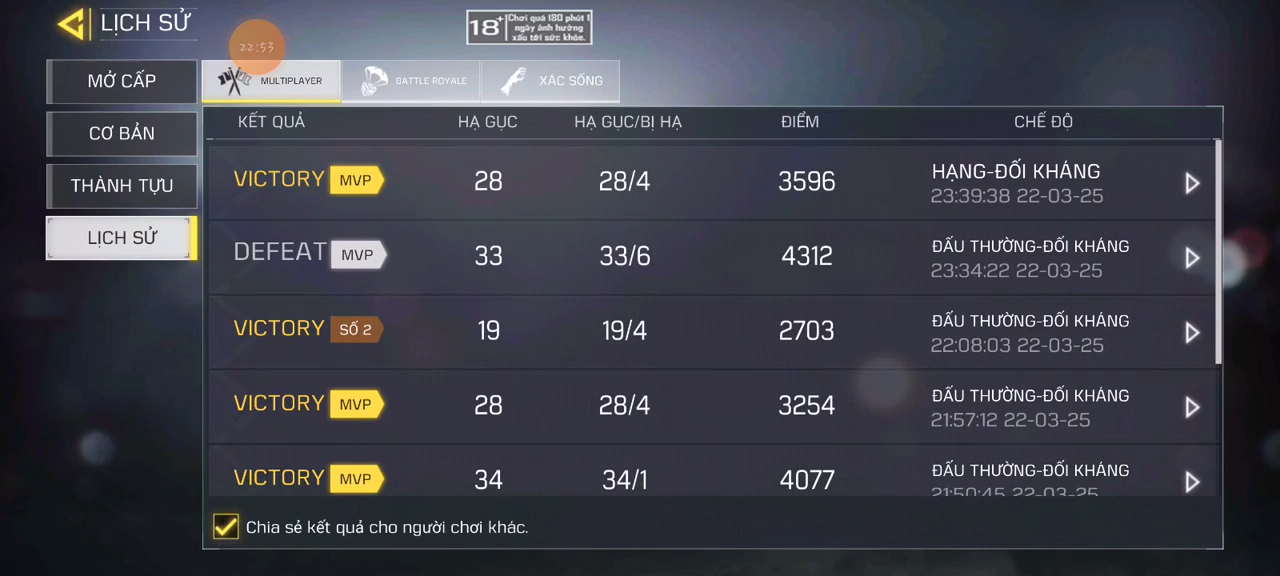 LỊCH SỬ
18+ Chơi quá 180 phút 1
ngày ảnh hưởng
xấu tới sức khỏe.
22:53
MỞ CẤP
CƠ BẢN
THÀNH TỰU
LỊCH SỬ
MULTIPLAYER BATTLE ROYALE XÁC SỐNG
KẾT QUẢ HẠ GỤC HẠ GỤC/BỊ HẠ ĐIỂM CHẾ ĐỘ
VICTORY MVP 28 28/4 3596 HẠNG-ĐỐI KHÁNG
23:39:38 22-03-25
DEFEAT MVP 33 33/6 4312 ĐẤU THƯỜNG-ĐỐI KHÁNG
23:34:22 22-03-25
VICTORY SỐ 2 19 19/4 2703 ĐẤU THƯỜNG-ĐỐI KHÁNG
22:08:03 22-03-25
VICTORY MVP 28 28/4 3254 ĐẤU THƯỜNG-ĐỐI KHÁNG
21:57:12 22-03-25
VICTORY MVP 34 34/1 4077 ĐẤU THƯỜNG-ĐỐI KHÁNG
21:50:45 22-03-25
Chia sẻ kết quả cho người chơi khác.